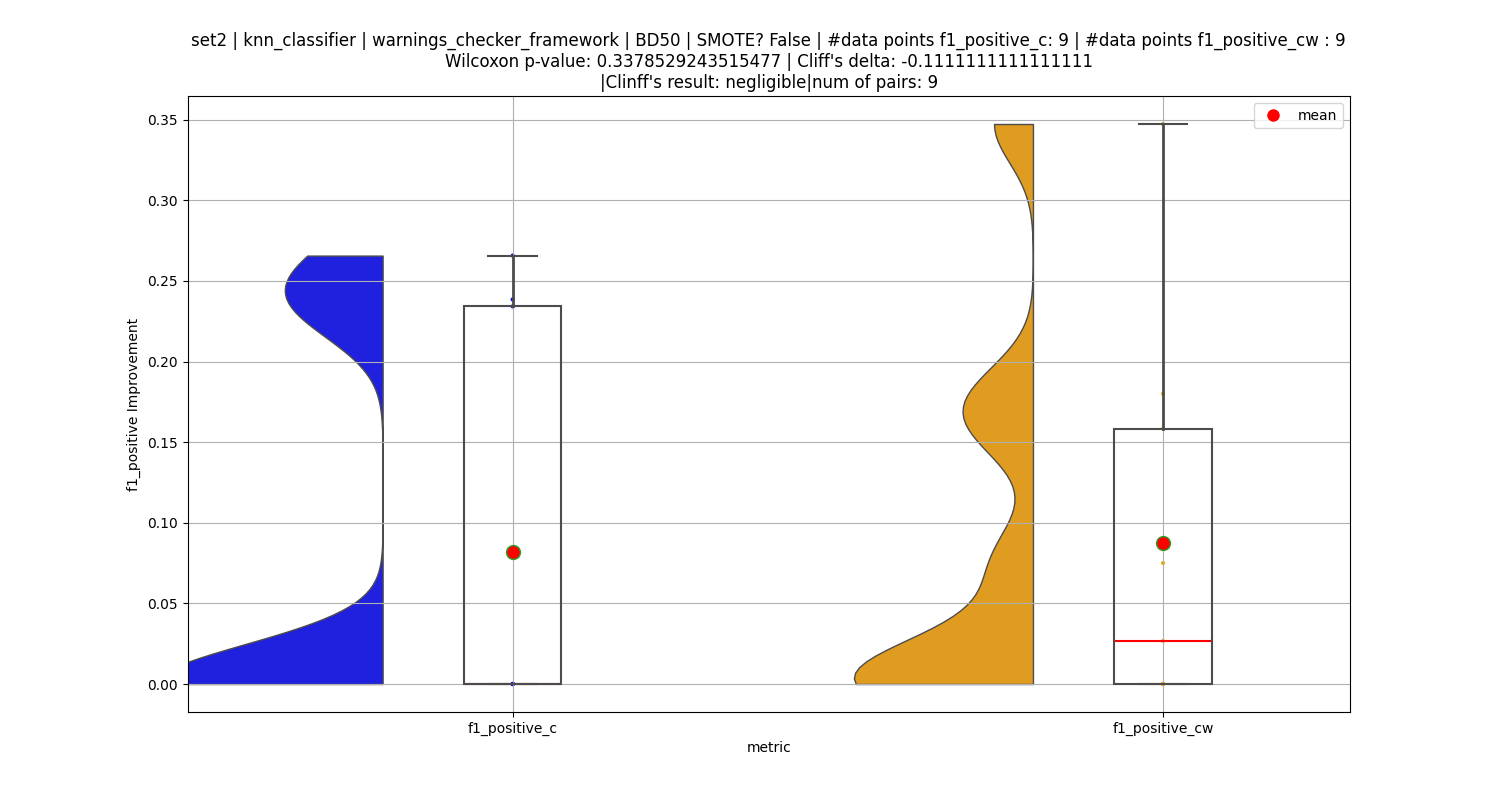 set2 | knn_classifier | warnings_checker_framework | BD50 | SMOTE? False | #data points f1_positive_c: 9 | #data points f1_positive_cw : 9
Wilcoxon p-value: 0.3378529243515477 | Cliff's delta: -0.1111111111111111
|Clinff's result: negligible|num of pairs: 9
mean
0.35
0.30
0.25
0.20
0.15
0.10
0.05
0.00
f1_positive Improvement
f1_positive_c
f1_positive_cw
metric